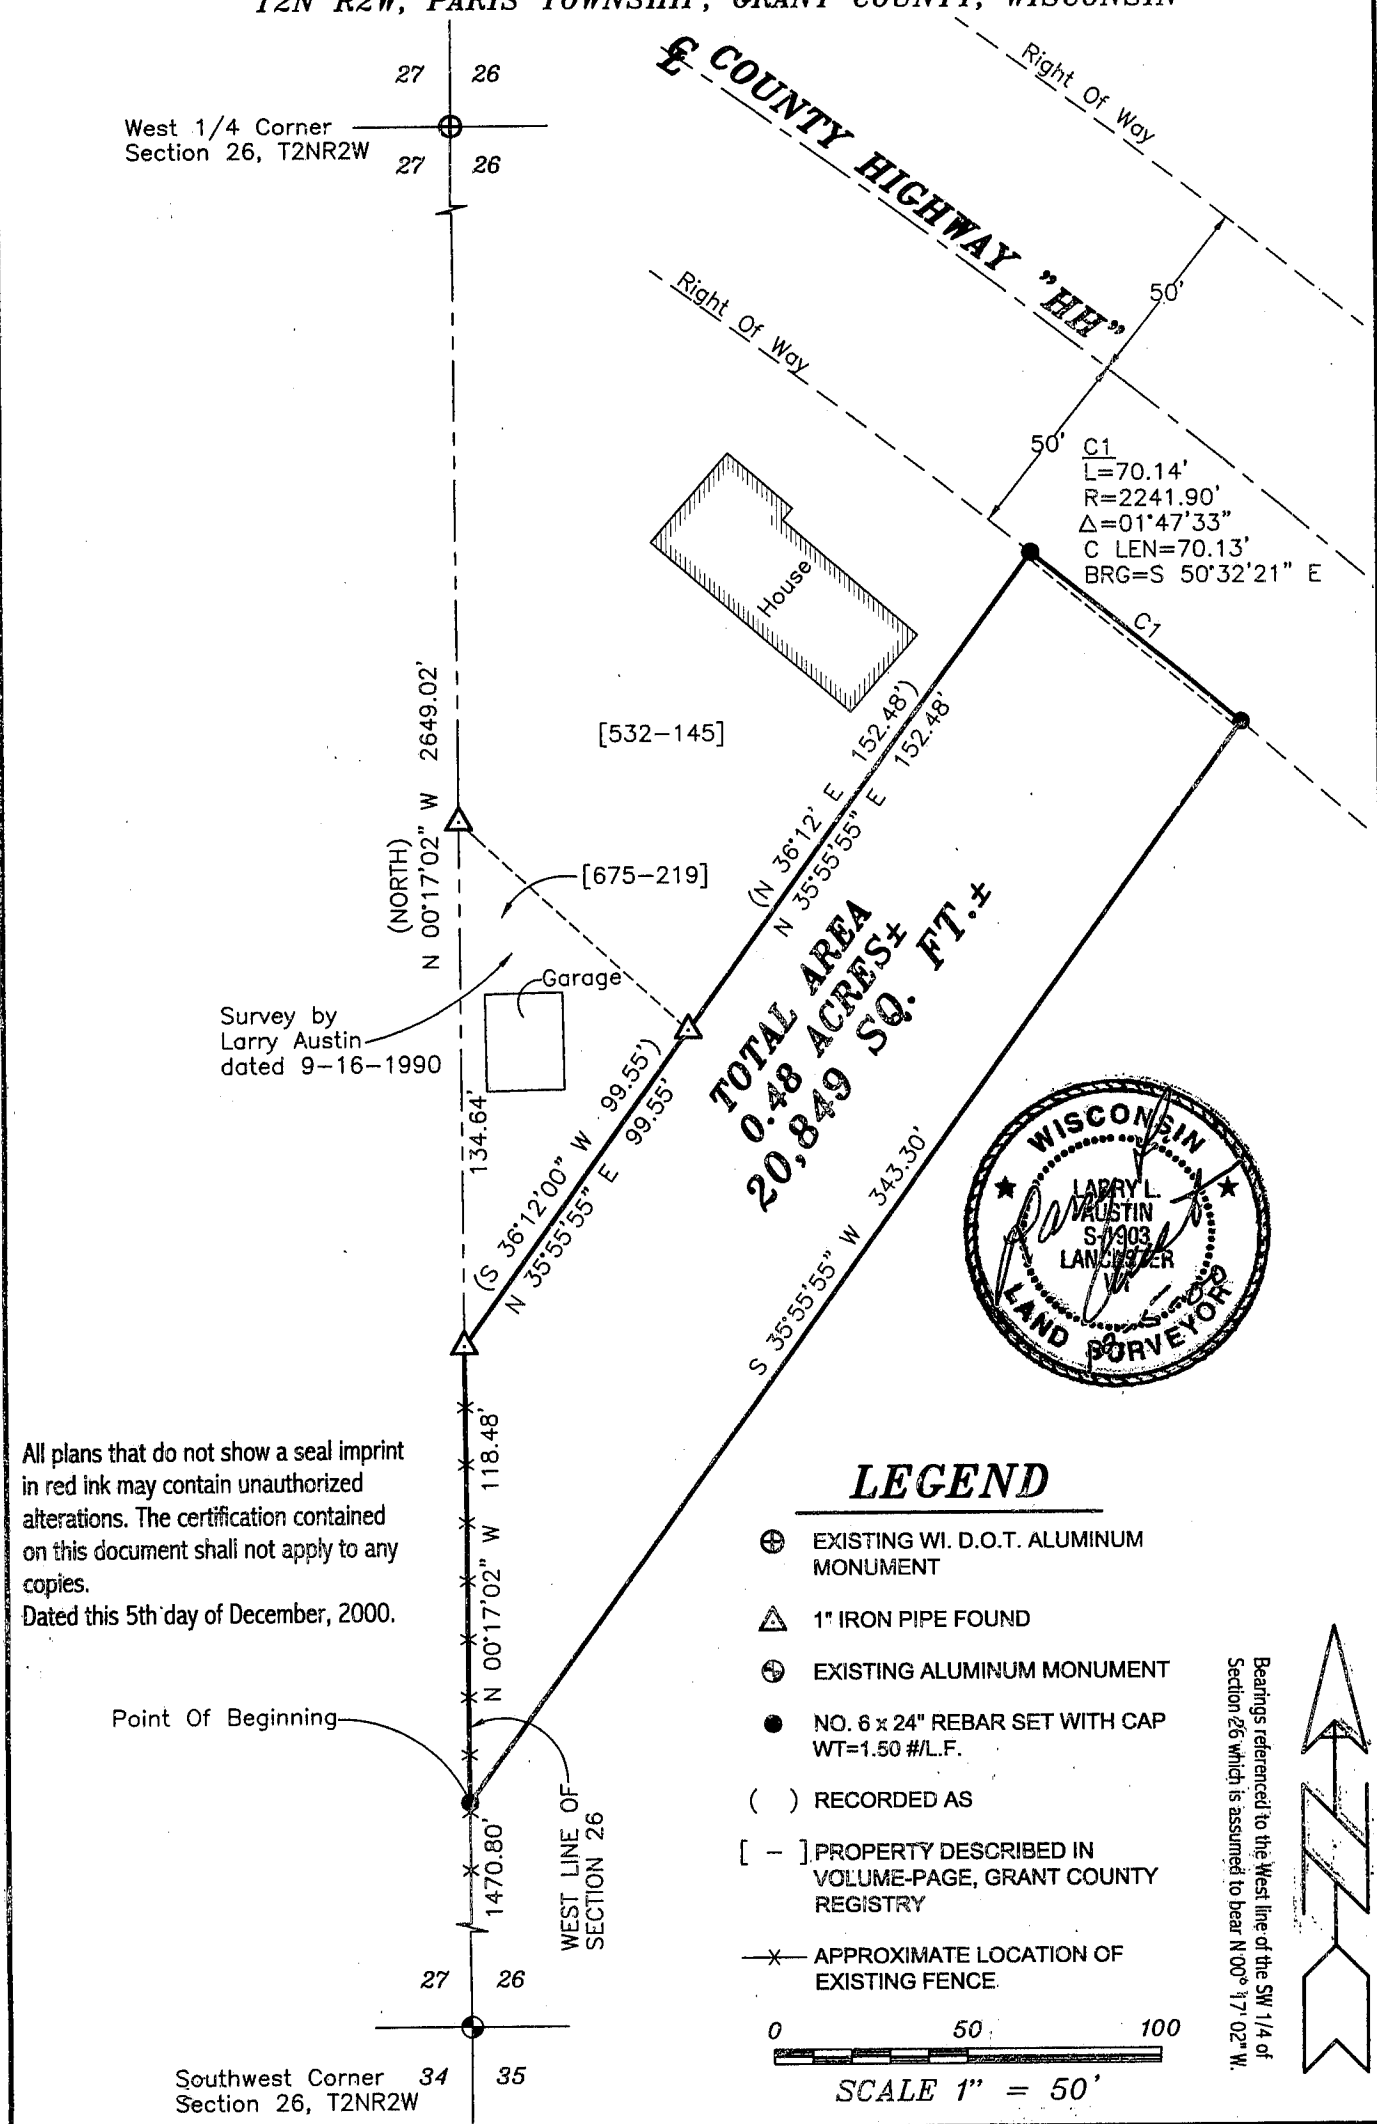 T2N R2W, PARIS TOWNSHIP, GRANT COUNTY, WISCONSIN
27 26
West 1/4 Corner
Section 26, T2NR2W
27 26
℄ COUNTY HIGHWAY "HH"
Right Of Way
Right Of Way
50'
50'
C1
L=70.14'
R=2241.90'
Δ=01°47'33"
C LEN=70.13'
BRG=S 50°32'21" E
C1
House
[532-145]
(NORTH)
N 00°17'02" W 2649.02'
(N 36°12' E 152.48')
N 35°55'55" E 152.48'
[675-219]
Garage
Survey by
Larry Austin
dated 9-16-1990
134.64'
(S 36°12'00" W 99.55')
N 35°55'55" E 99.55'
TOTAL AREA
0.48 ACRES±
20,849 SQ. FT.±
S 35°55'55" W 343.30'
WISCONSIN
LARRY L.
AUSTIN
S-1903
LANCASTER
WI
LAND SURVEYOR
N 00°17'02" W 118.48'
All plans that do not show a seal imprint
in red ink may contain unauthorized
alterations. The certification contained
on this document shall not apply to any
copies.
Dated this 5th day of December, 2000.
Point Of Beginning
1470.80'
WEST LINE OF
SECTION 26
27 26
34 35
Southwest Corner
Section 26, T2NR2W
LEGEND
EXISTING WI. D.O.T. ALUMINUM
MONUMENT
1" IRON PIPE FOUND
EXISTING ALUMINUM MONUMENT
NO. 6 x 24" REBAR SET WITH CAP
WT=1.50 #/L.F.
( ) RECORDED AS
[ - ] PROPERTY DESCRIBED IN
VOLUME-PAGE, GRANT COUNTY
REGISTRY
APPROXIMATE LOCATION OF
EXISTING FENCE.
0 50 100
SCALE 1" = 50'
Bearings referenced to the West line of the SW 1/4 of
Section 26 which is assumed to bear N 00° 17' 02" W.